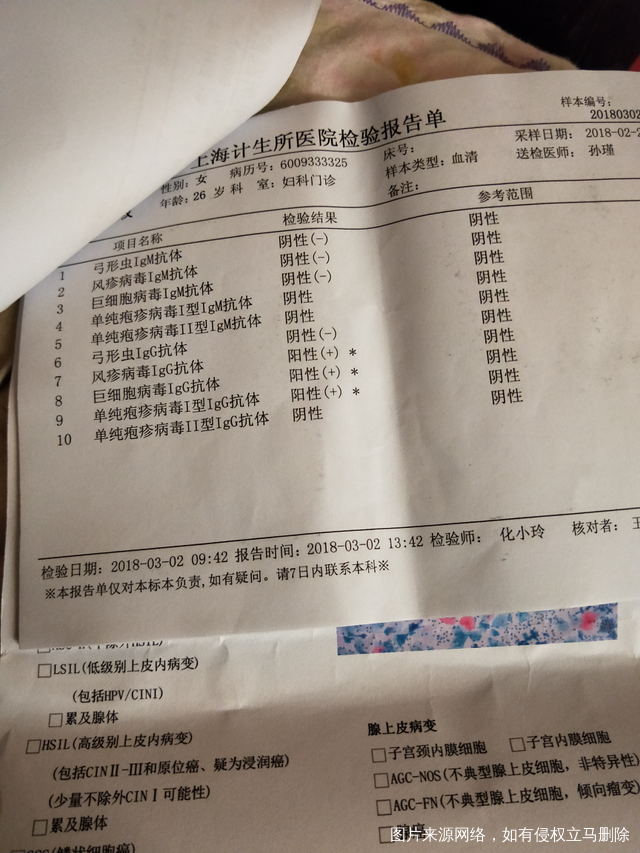 上海计生所医院检验报告单
样本编号:
20180302
性别: 女 病历号: 6009333325 床号: 采样日期: 2018-02-2
年龄: 26 岁 科 室: 妇科门诊 样本类型: 血清 送检医师: 孙瑾
备注:
项目名称 检验结果 参考范围
1 弓形虫IgM抗体 阴性(-) 阴性
2 风疹病毒IgM抗体 阴性(-) 阴性
3 巨细胞病毒IgM抗体 阴性(-) 阴性
4 单纯疱疹病毒I型IgM抗体 阴性 阴性
5 单纯疱疹病毒II型IgM抗体 阴性 阴性
6 弓形虫IgG抗体 阴性(-) 阴性
7 风疹病毒IgG抗体 阳性(+) * 阴性
8 巨细胞病毒IgG抗体 阳性(+) * 阴性
9 单纯疱疹病毒I型IgG抗体 阳性(+) * 阴性
10 单纯疱疹病毒II型IgG抗体 阴性 阴性
检验日期: 2018-03-02 09:42 报告时间: 2018-03-02 13:42 检验师: 化小玲 核对者: 王
※本报告单仅对本标本负责,如有疑问。请7日内联系本科※
□LSIL(低级别上皮内病变)
(包括HPV/CINI)
□累及腺体
□HSIL(高级别上皮内病变)
(包括CINⅡ-Ⅲ和原位癌、疑为浸润癌)
(少量不除外CINⅠ可能性)
□累及腺体
腺上皮病变
□子宫颈内膜细胞 □子宫内膜细胞
□AGC-NOS(不典型腺上皮细胞, 非特异性)
□AGC-FN(不典型腺上皮细胞, 倾向瘤变)
图片来源网络，如有侵权立马删除